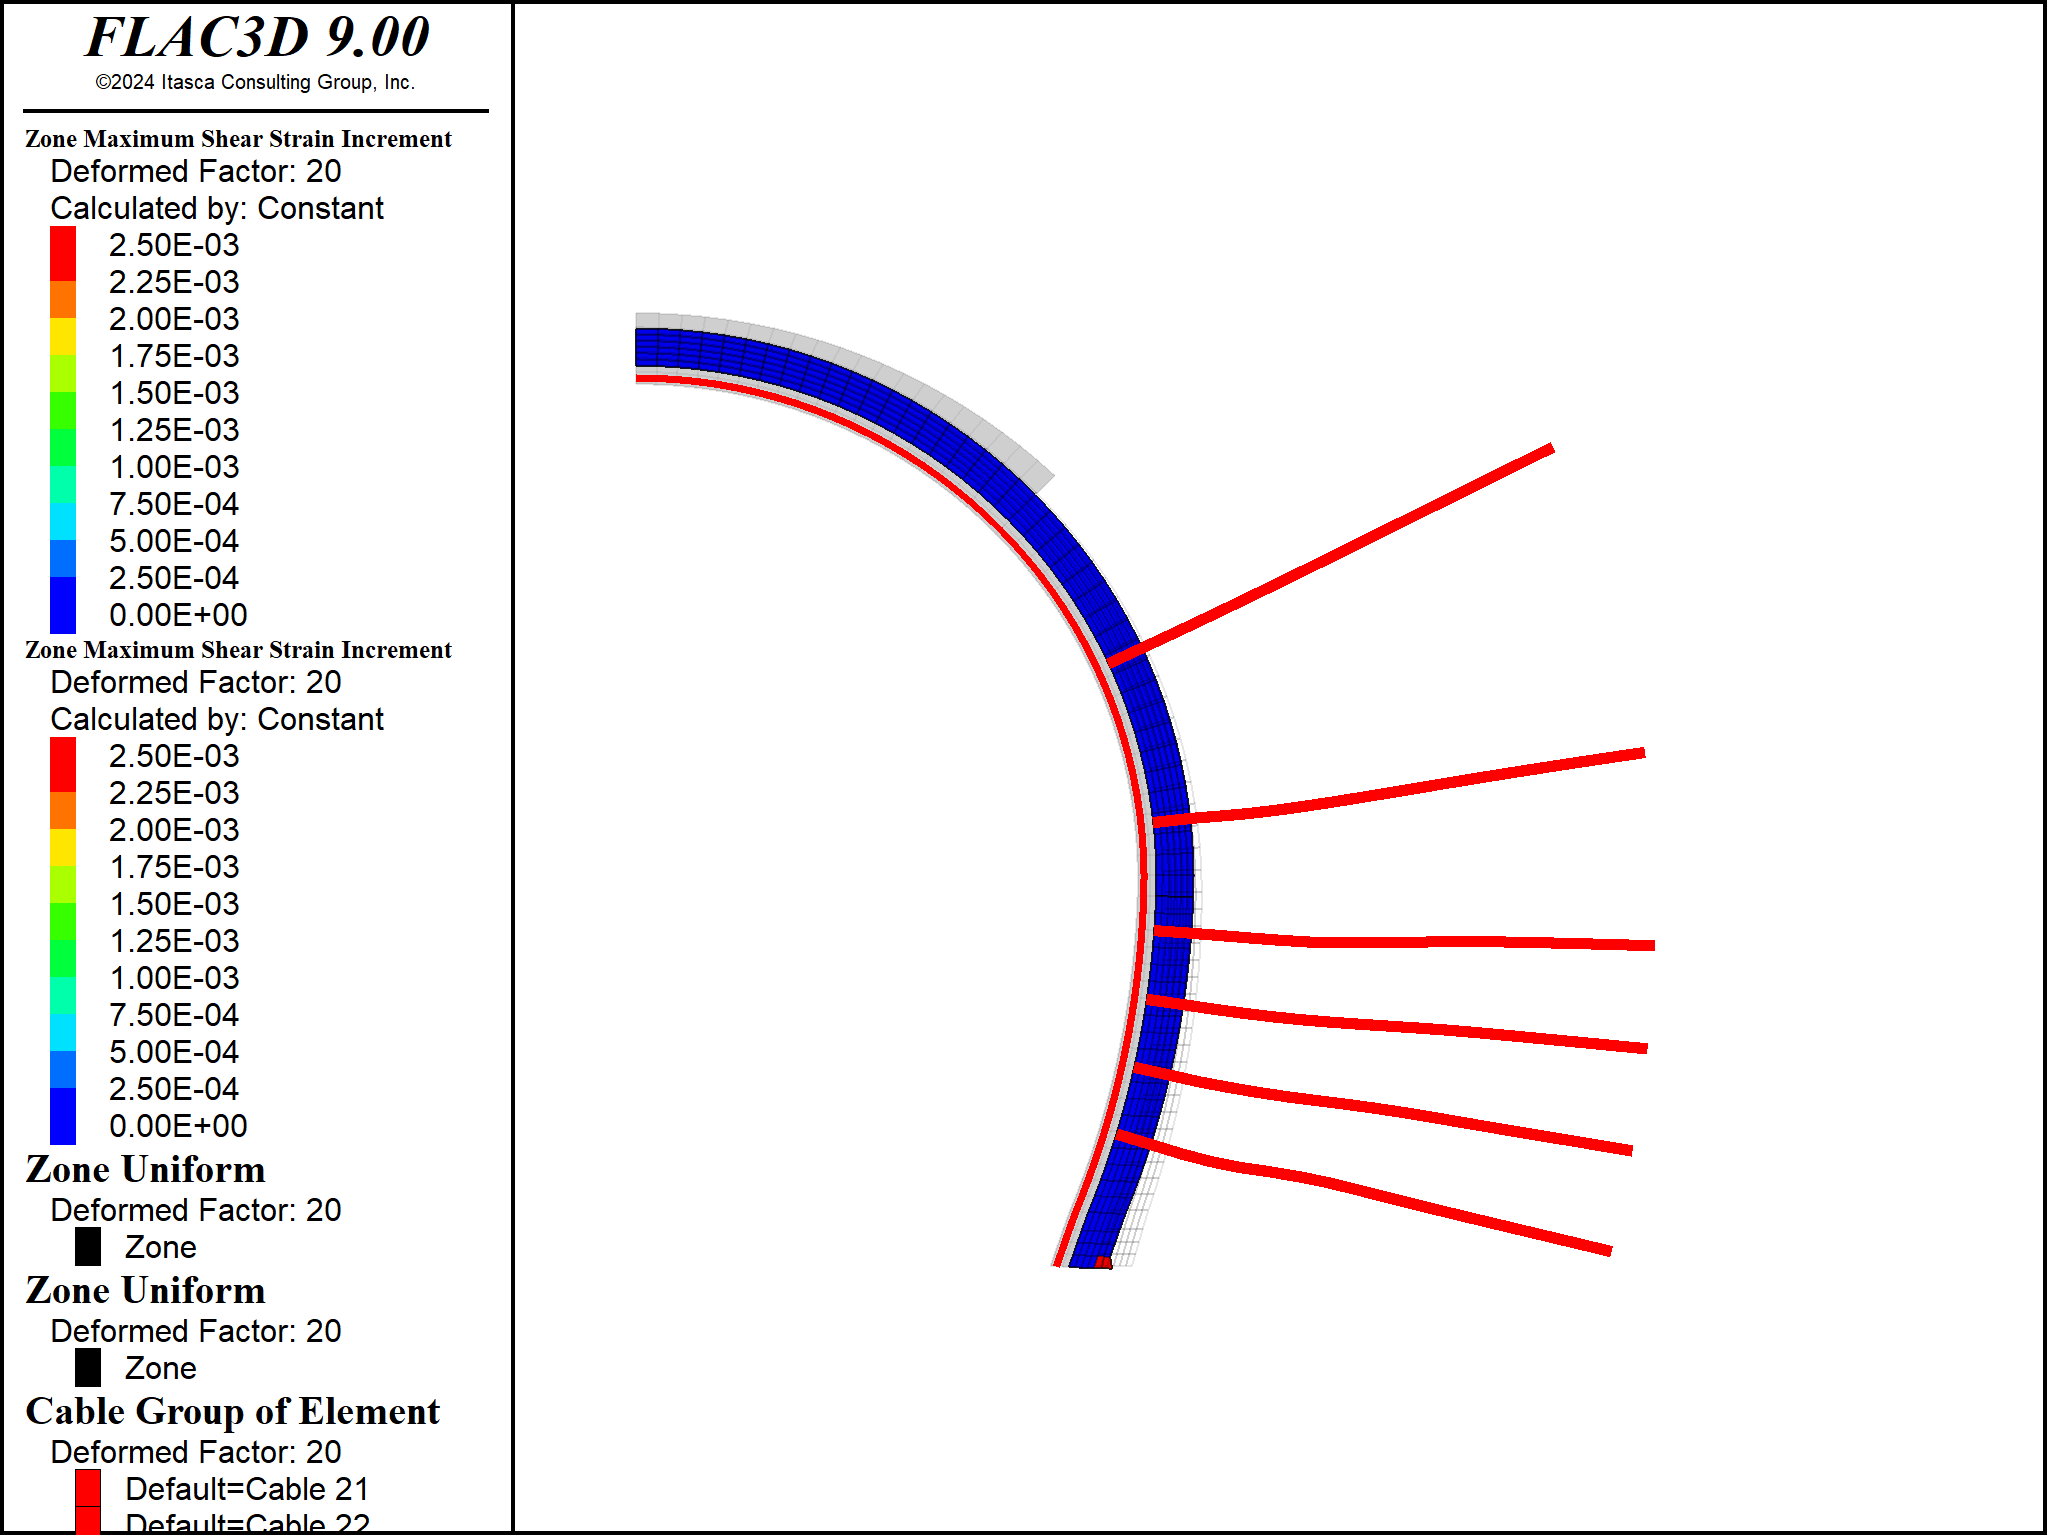 FLAC3D 9.00
©2024 Itasca Consulting Group, Inc.
Zone Maximum Shear Strain Increment
Deformed Factor: 20
Calculated by: Constant
2.50E-03
2.25E-03
2.00E-03
1.75E-03
1.50E-03
1.25E-03
1.00E-03
7.50E-04
5.00E-04
2.50E-04
0.00E+00
Zone Maximum Shear Strain Increment
Deformed Factor: 20
Calculated by: Constant
2.50E-03
2.25E-03
2.00E-03
1.75E-03
1.50E-03
1.25E-03
1.00E-03
7.50E-04
5.00E-04
2.50E-04
0.00E+00
Zone Uniform
Deformed Factor: 20
Zone
Zone Uniform
Deformed Factor: 20
Zone
Cable Group of Element
Deformed Factor: 20
Default=Cable 21
Default=Cable 22